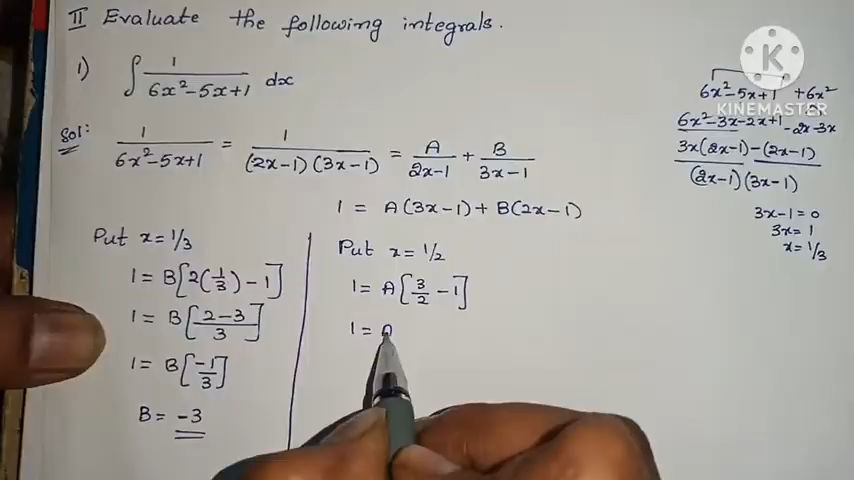 II Evaluate the following integrals.
1) ∫ 1/(6x²-5x+1) dx
Sol: 1/(6x²-5x+1) = 1/((2x-1)(3x-1)) = A/(2x-1) + B/(3x-1)
1 = A(3x-1) + B(2x-1)
Put x = 1/3
1 = B[2(1/3) - 1]
1 = B[(2-3)/3]
1 = B[-1/3]
B = -3
Put x = 1/2
1 = A[3/2 - 1]
1 = A
6x²-5x+1 +6x²
6x²-3x-2x+1 -2x -3x
3x(2x-1) -(2x-1)
(2x-1)(3x-1)
3x-1=0
3x=1
x=1/3
K
KINEMASTER